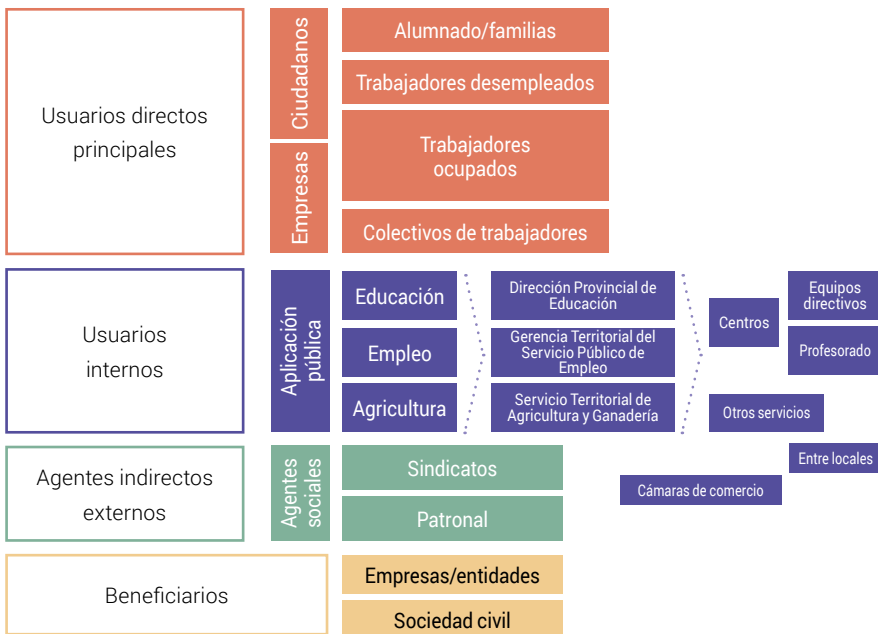 Usuarios directos
principales
Ciudadanos
Empresas
Alumnado/familias
Trabajadores desempleados
Trabajadores
ocupados
Colectivos de trabajadores
Usuarios
internos
Aplicación
pública
Educación
Empleo
Agricultura
Dirección Provincial de
Educación
Gerencia Territorial del
Servicio Público de
Empleo
Servicio Territorial de
Agricultura y Ganadería
Centros
Equipos
directivos
Profesorado
Otros servicios
Entre locales
Cámaras de comercio
Agentes indirectos
externos
Agentes
sociales
Sindicatos
Patronal
Beneficiarios
Empresas/entidades
Sociedad civil